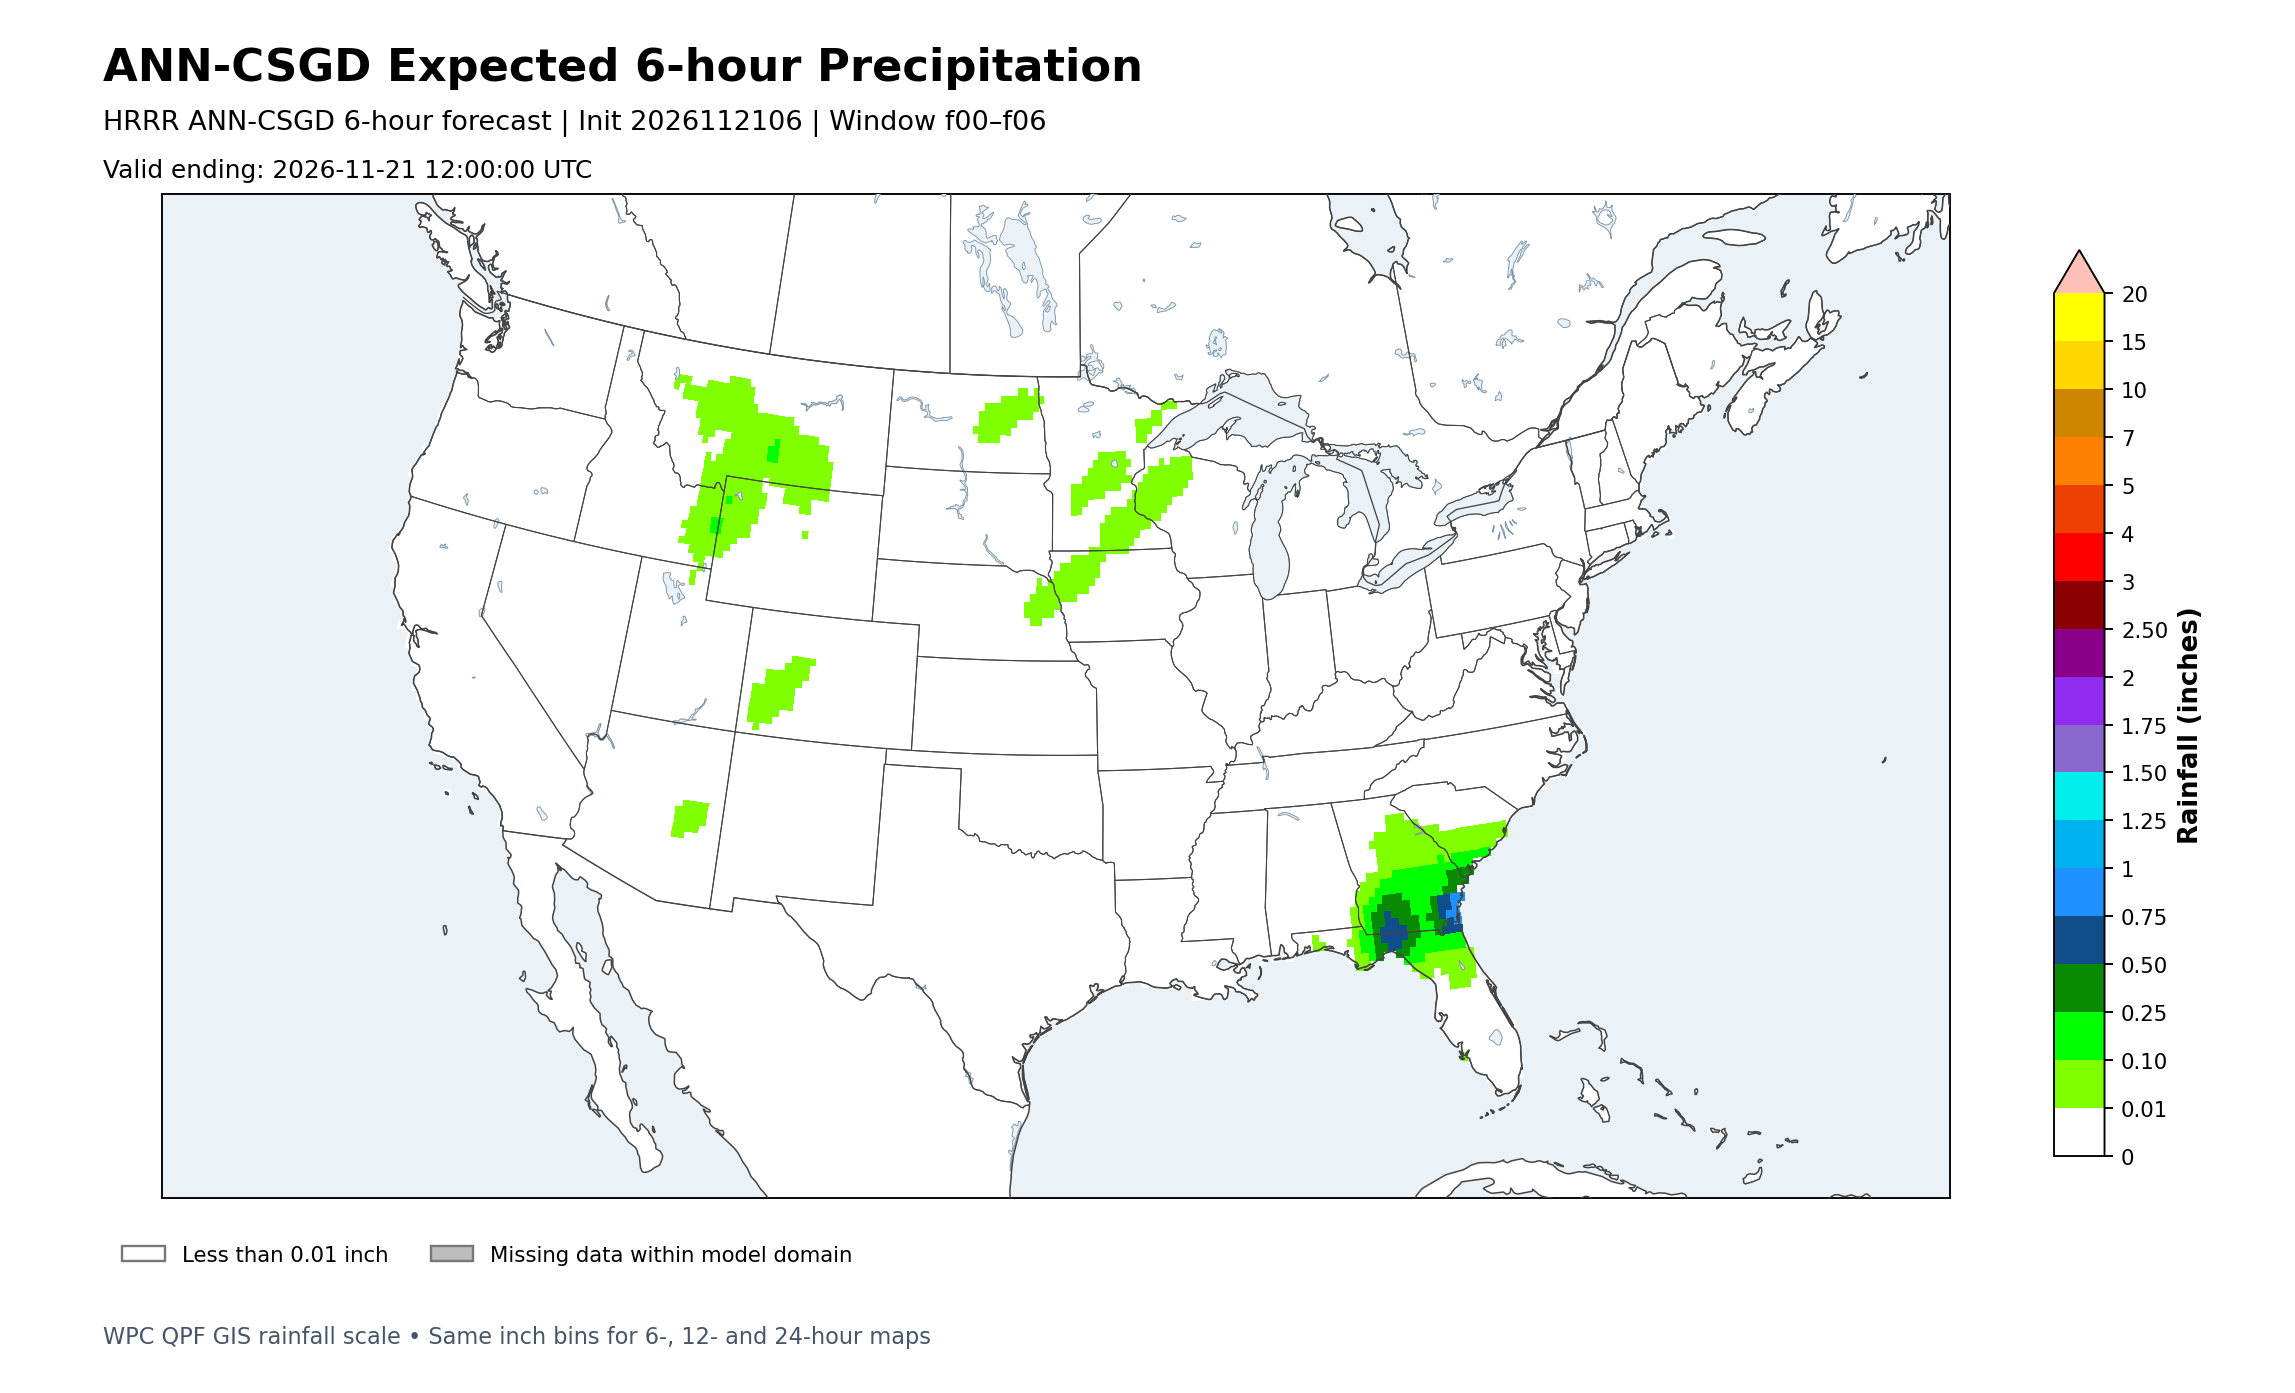 ANN-CSGD Expected 6-hour Precipitation
HRRR ANN-CSGD 6-hour forecast | Init 2026112106 | Window f00–f06
Valid ending: 2026-11-21 12:00:00 UTC
20
15
10
7
5
4
3
2.50
2
1.75
1.50
1.25
1
0.75
0.50
0.25
0.10
0.01
0
Rainfall (inches)
Less than 0.01 inch
Missing data within model domain
WPC QPF GIS rainfall scale • Same inch bins for 6-, 12- and 24-hour maps